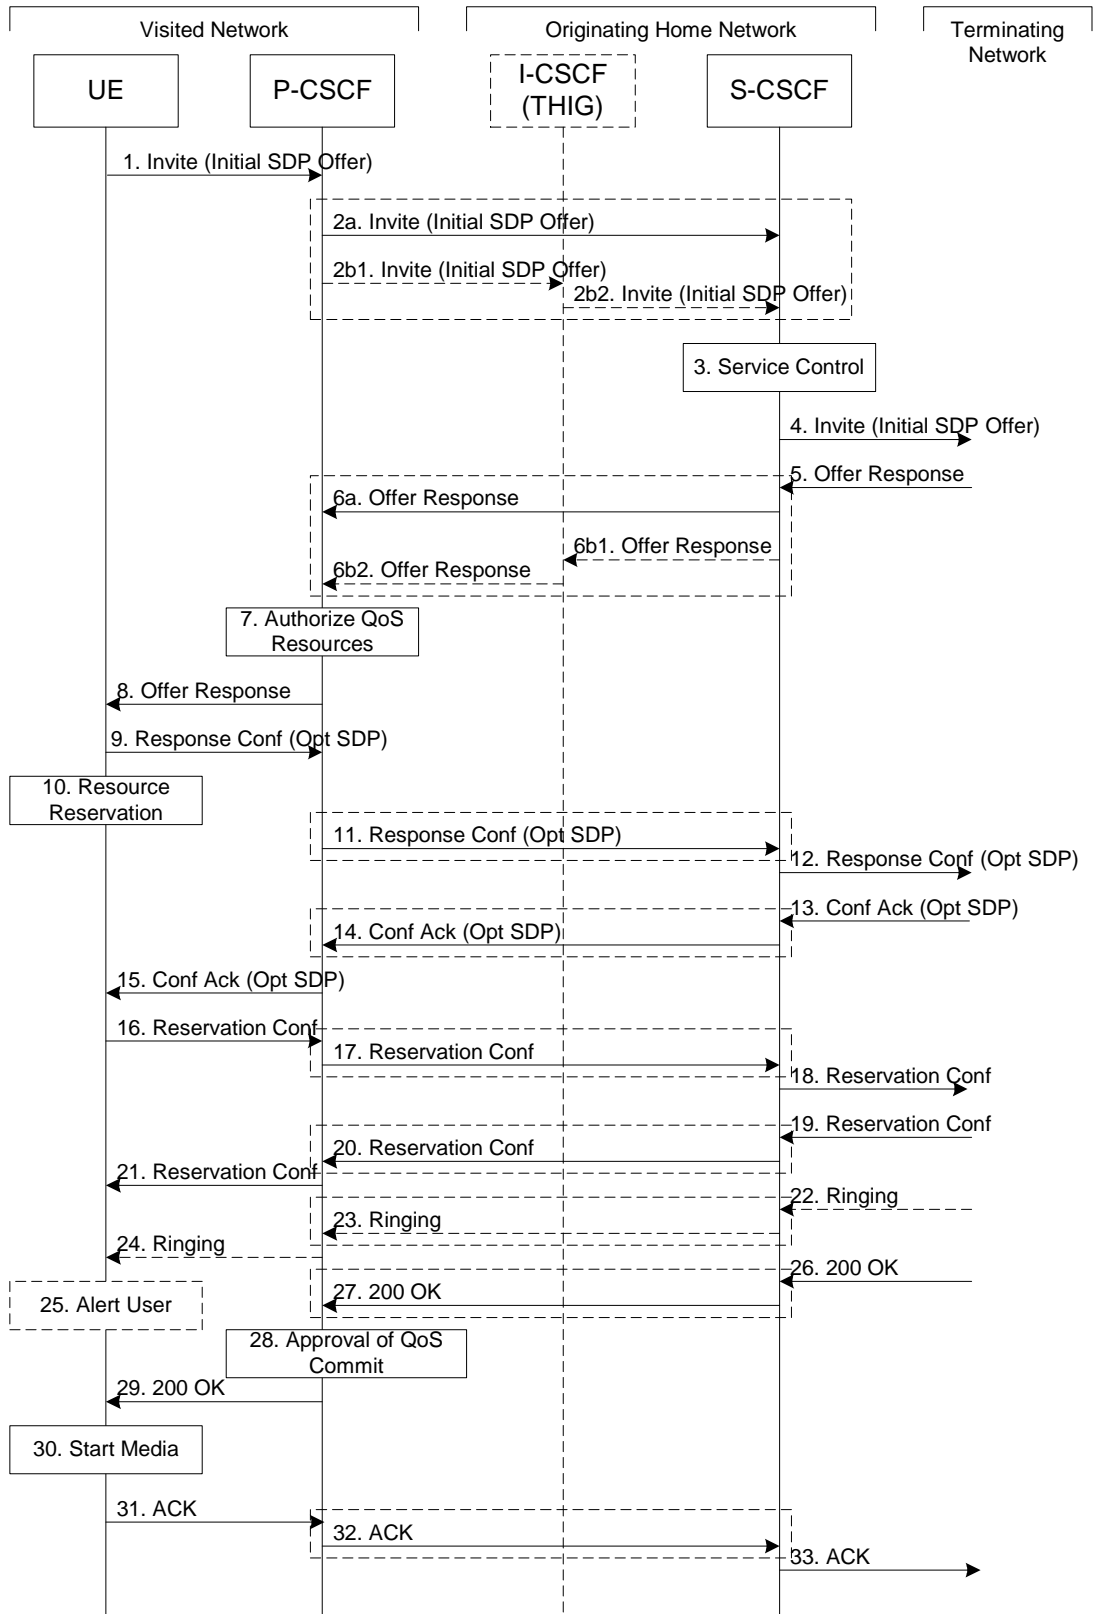 Visited Network
Originating Home Network
Terminating
Network
UE
P-CSCF
I-CSCF
(THIG)
S-CSCF
1. Invite (Initial SDP Offer)
2a. Invite (Initial SDP Offer)
2b1. Invite (Initial SDP Offer)
2b2. Invite (Initial SDP Offer)
3. Service Control
4. Invite (Initial SDP Offer)
5. Offer Response
6a. Offer Response
6b1. Offer Response
6b2. Offer Response
7. Authorize QoS
Resources
8. Offer Response
9. Response Conf (Opt SDP)
10. Resource
Reservation
11. Response Conf (Opt SDP)
12. Response Conf (Opt SDP)
13. Conf Ack (Opt SDP)
14. Conf Ack (Opt SDP)
15. Conf Ack (Opt SDP)
16. Reservation Conf
17. Reservation Conf
18. Reservation Conf
19. Reservation Conf
20. Reservation Conf
21. Reservation Conf
22. Ringing
23. Ringing
24. Ringing
25. Alert User
26. 200 OK
27. 200 OK
28. Approval of QoS
Commit
29. 200 OK
30. Start Media
31. ACK
32. ACK
33. ACK